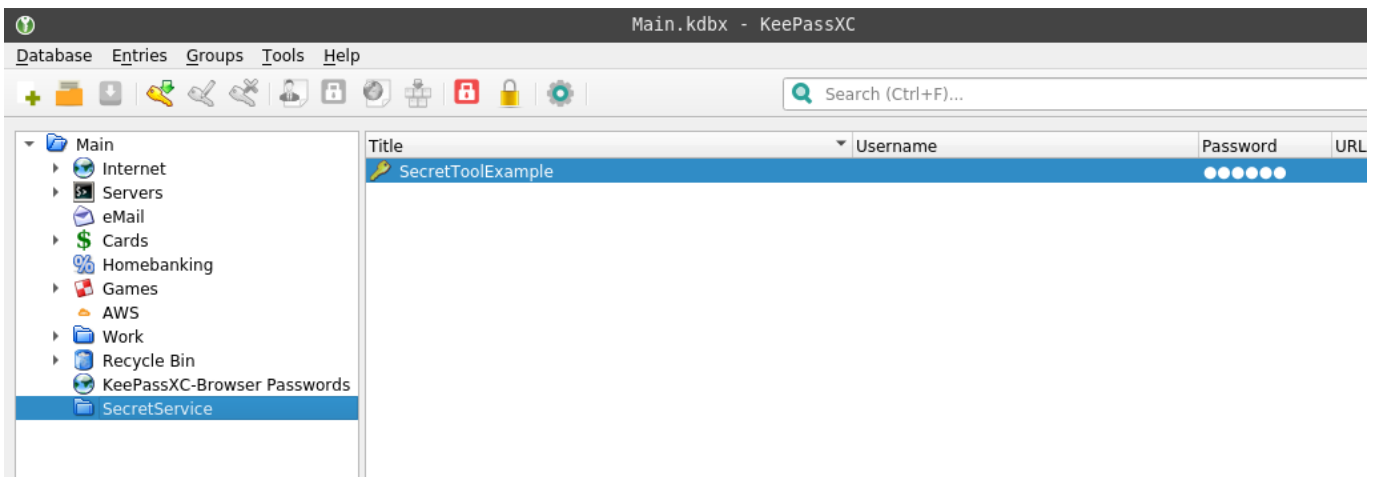 Main.kdbx - KeePassXC
Database Entries Groups Tools Help
Search (Ctrl+F)...
Main
Internet
Servers
eMail
Cards
Homebanking
Games
AWS
Work
Recycle Bin
KeePassXC-Browser Passwords
SecretService
Title Username Password URL
SecretToolExample ●●●●●●